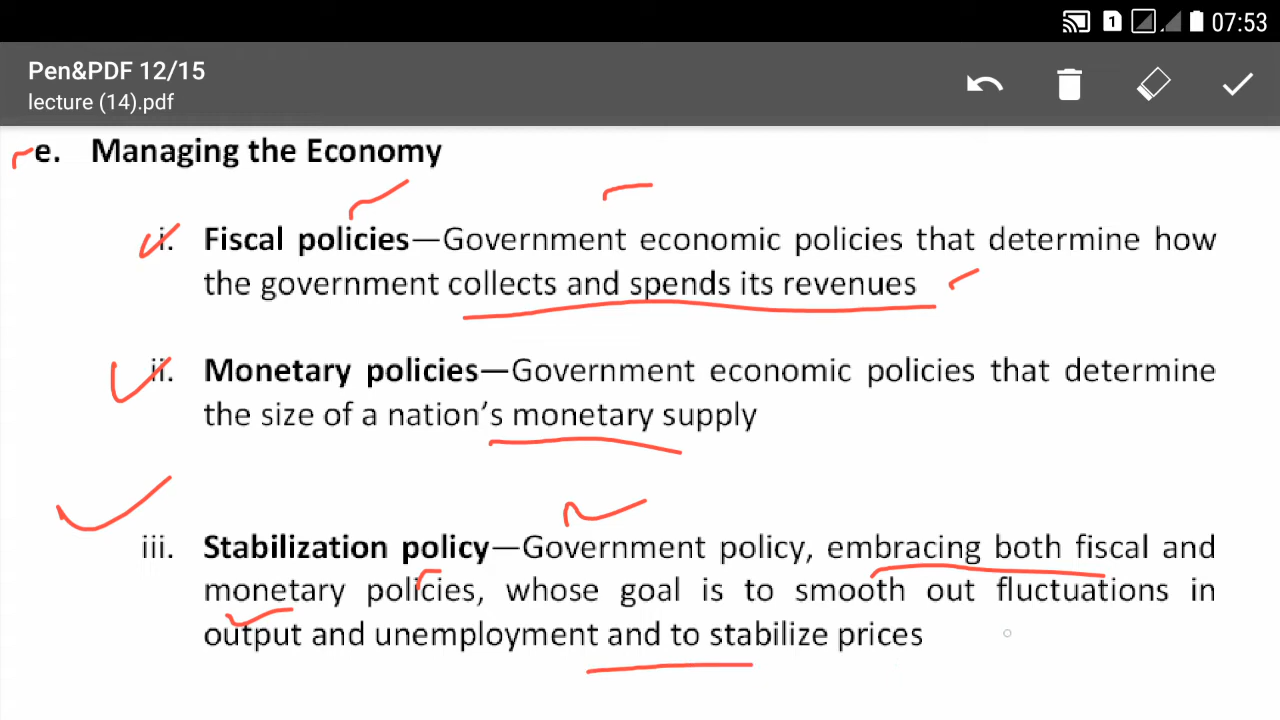 1 07:53
Pen&PDF 12/15
lecture (14).pdf
e. Managing the Economy
i. Fiscal policies—Government economic policies that determine how
the government collects and spends its revenues
ii. Monetary policies—Government economic policies that determine
the size of a nation's monetary supply
iii. Stabilization policy—Government policy, embracing both fiscal and
monetary policies, whose goal is to smooth out fluctuations in
output and unemployment and to stabilize prices